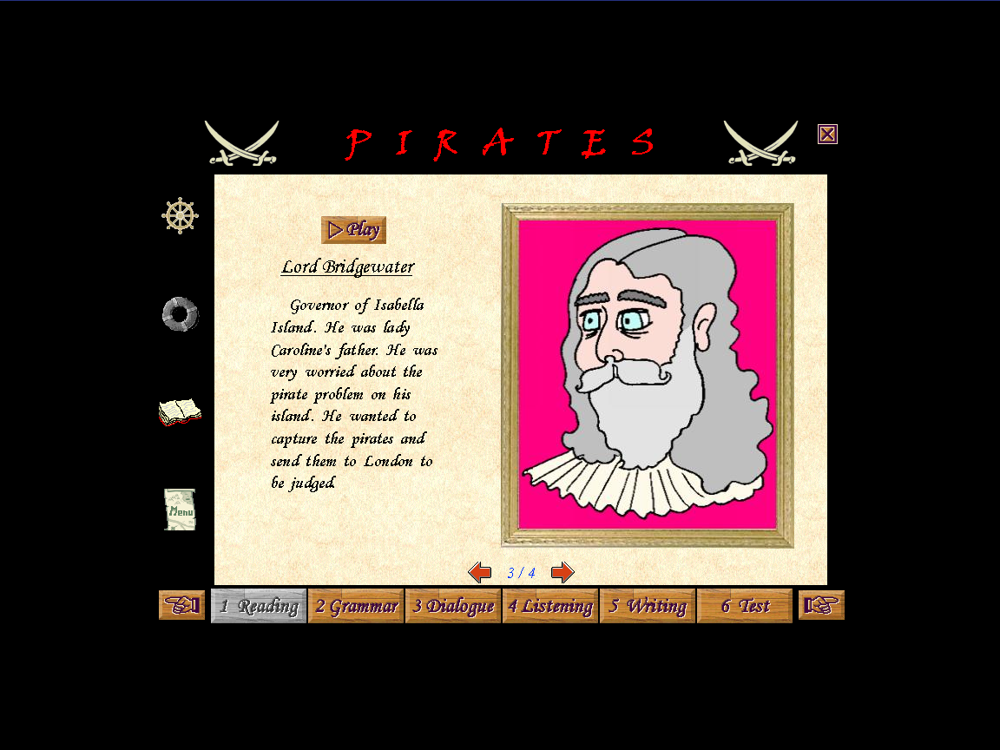 P I R A T E S
Play
Lord Bridgewater
Governor of Isabella
Island. He was lady
Caroline's father. He was
very worried about the
pirate problem on his
island. He wanted to
capture the pirates and
send them to London to
be judged.
Menu
3 / 4
1 Reading
2 Grammar
3 Dialogue
4 Listening
5 Writing
6 Test